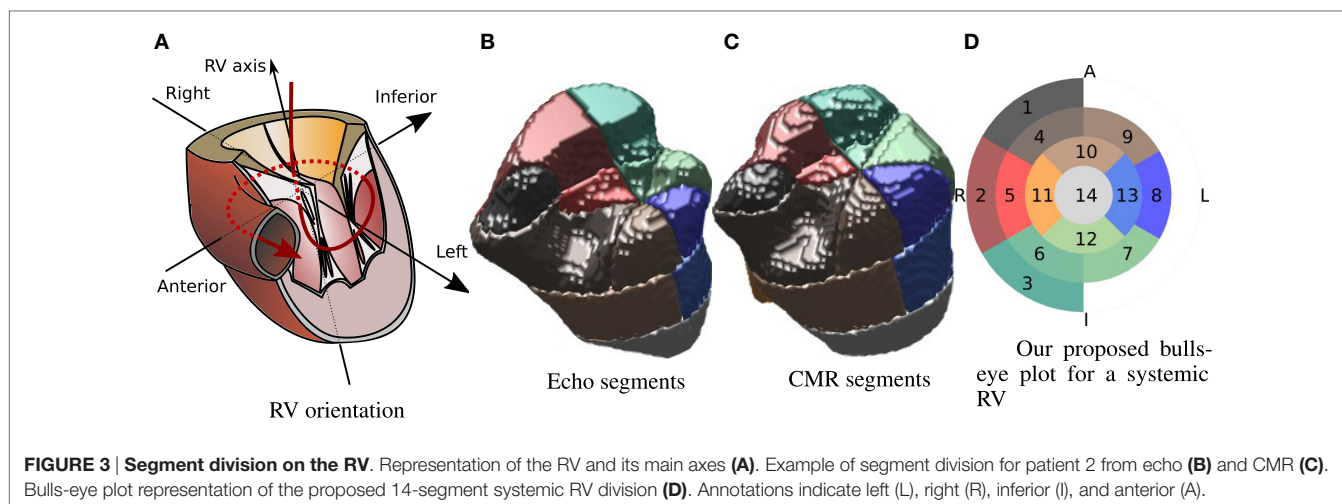 A
B
C
D
RV axis
Right
Inferior
Left
Anterior
RV orientation
Echo segments
CMR segments
A
1
4
9
10
R 2 5 11 14 13 8 L
12
6
7
3
I
Our proposed bulls-
eye plot for a systemic
RV
FIGURE 3 | Segment division on the RV. Representation of the RV and its main axes (A). Example of segment division for patient 2 from echo (B) and CMR (C).
Bulls-eye plot representation of the proposed 14-segment systemic RV division (D). Annotations indicate left (L), right (R), inferior (I), and anterior (A).